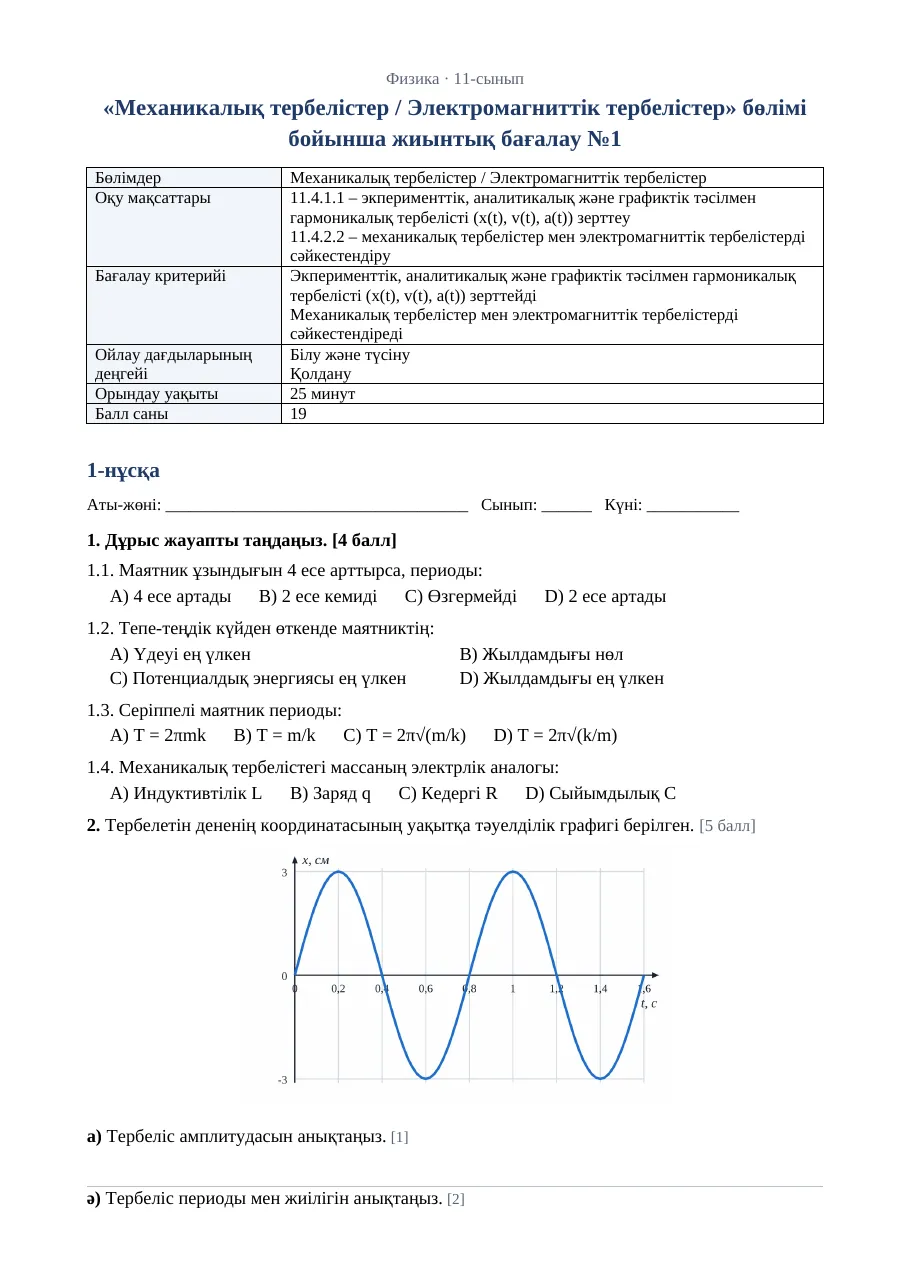 Физика · 11-сынып
«Механикалық тербелістер / Электромагниттік тербелістер» бөлімі
бойынша жиынтық бағалау №1
Бөлімдер
Механикалық тербелістер / Электромагниттік тербелістер
Оқу мақсаттары
11.4.1.1 – экперименттік, аналитикалық және графиктік тәсілмен
гармоникалық тербелісті (x(t), v(t), a(t)) зерттеу
11.4.2.2 – механикалық тербелістер мен электромагниттік тербелістерді
сәйкестендіру
Бағалау критерийі
Экперименттік, аналитикалық және графиктік тәсілмен гармоникалық
тербелісті (x(t), v(t), a(t)) зерттейді
Механикалық тербелістер мен электромагниттік тербелістерді
сәйкестендіреді
Ойлау дағдыларының
деңгейі
Білу және түсіну
Қолдану
Орындау уақыты
25 минут
Балл саны
19
1-нұсқа
Аты-жөні: ____________________________________ Сынып: ______ Күні: ___________
1. Дұрыс жауапты таңдаңыз. [4 балл]
1.1. Маятник ұзындығын 4 есе арттырса, периоды:
A) 4 есе артады B) 2 есе кемиді C) Өзгермейді D) 2 есе артады
1.2. Тепе-теңдік күйден өткенде маятниктің:
A) Үдеуі ең үлкен B) Жылдамдығы нөл
C) Потенциалдық энергиясы ең үлкен D) Жылдамдығы ең үлкен
1.3. Серіппелі маятник периоды:
A) T = 2πmk B) T = m/k C) T = 2π√(m/k) D) T = 2π√(k/m)
1.4. Механикалық тербелістегі массаның электрлік аналогы:
A) Индуктивтілік L B) Заряд q C) Кедергі R D) Сыйымдылық C
2. Тербелетін дененің координатасының уақытқа тәуелділік графигі берілген. [5 балл]
x, см
3
0
0 0,2 0,4 0,6 0,8 1 1,2 1,4 1,6
t, c
-3
а) Тербеліс амплитудасын анықтаңыз. [1]
ә) Тербеліс периоды мен жиілігін анықтаңыз. [2]